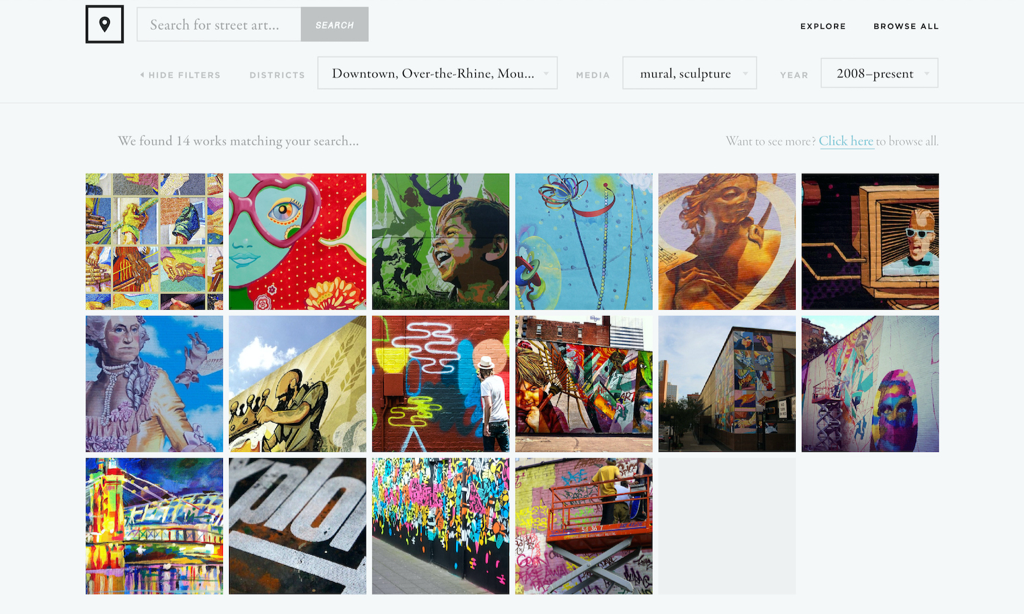 Search for street art...
SEARCH
EXPLORE
BROWSE ALL
HIDE FILTERS
DISTRICTS
Downtown, Over-the-Rhine, Mou...
MEDIA
mural, sculpture
YEAR
2008–present
We found 14 works matching your search...
Want to see more? Click here to browse all.